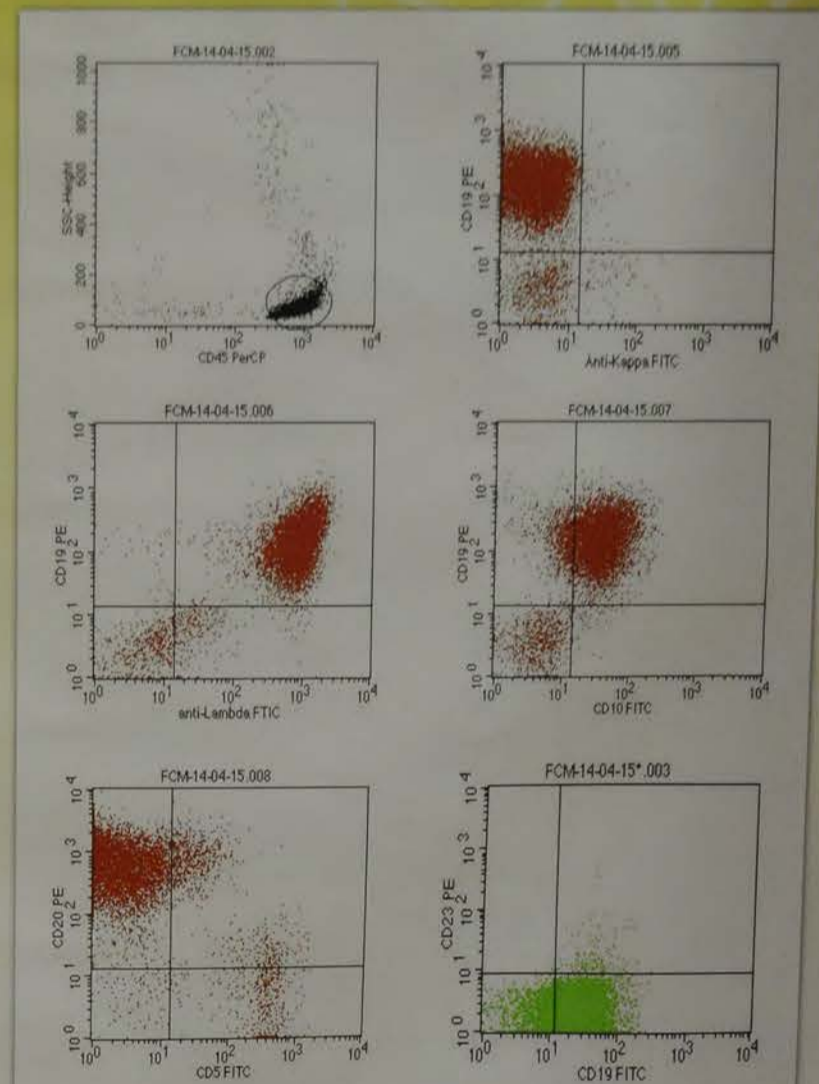 FCM-14-04-15.002
1000
800
600
400
200
0
SSC-Height
10^0 10^1 10^2 10^3 10^4
CD45 PerCP
FCM-14-04-15.005
10^4
10^3
10^2
10^1
10^0
CD19 PE
10^0 10^1 10^2 10^3 10^4
Anti-Kappa FITC
FCM-14-04-15.006
10^4
10^3
10^2
10^1
10^0
CD19 PE
10^0 10^1 10^2 10^3 10^4
anti-Lambda FTIC
FCM-14-04-15.007
10^4
10^3
10^2
10^1
10^0
CD19 PE
10^0 10^1 10^2 10^3 10^4
CD10 FITC
FCM-14-04-15.008
10^4
10^3
10^2
10^1
10^0
CD20 PE
10^0 10^1 10^2 10^3 10^4
CD5 FITC
FCM-14-04-15*.003
10^4
10^3
10^2
10^1
10^0
CD23 PE
10^0 10^1 10^2 10^3 10^4
CD19 FITC